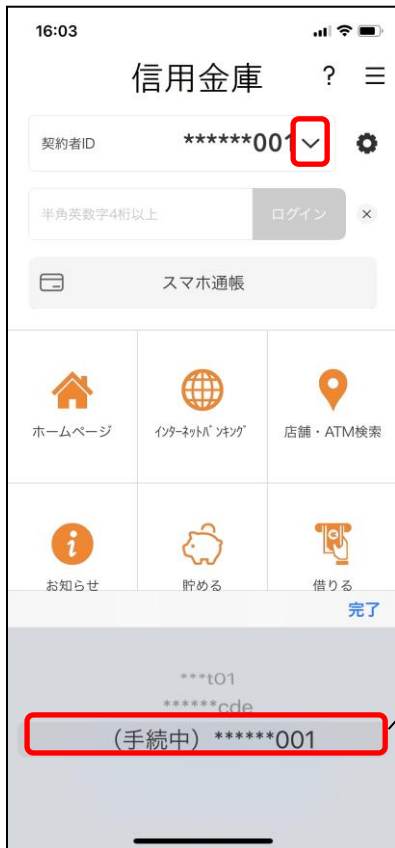 16:03
信用金庫 ?
契約者ID ******001
半角英数字4桁以上 ログイン ×
スマホ通帳
ホームページ インターネットバンキング 店舗・ATM検索
お知らせ 貯める 借りる
完了
***t01
******cde
（手続中）******001